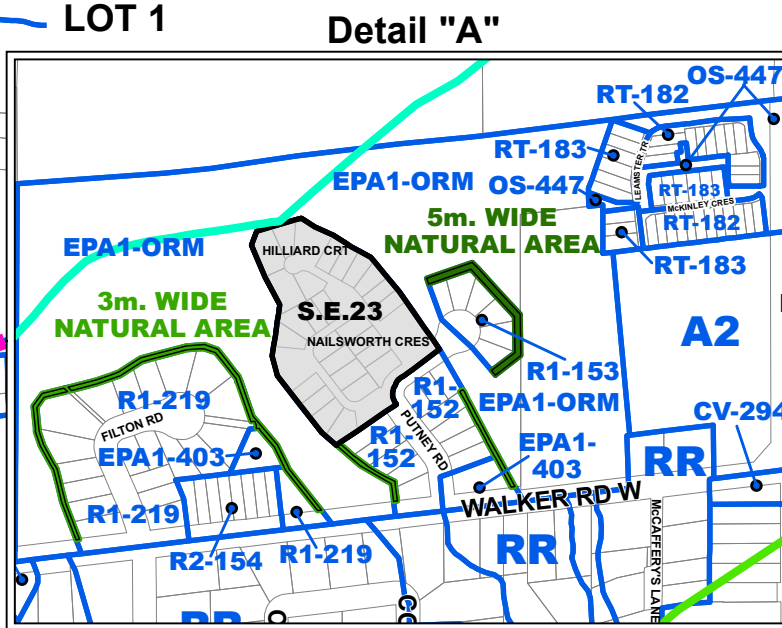 LOT 1
Detail "A"
OS-447
RT-182
RT-183
LEAMSTER TR
EPA1-ORM
OS-447
RT-183
McKINLEY CRES
RT-182
5m. WIDE
NATURAL AREA
EPA1-ORM
HILLIARD CRT
RT-183
3m. WIDE
NATURAL AREA
S.E.23
NAILSWORTH CRES
A2
R1-153
R1-219
R1-
152
EPA1-ORM
CV-294
FILTON RD
PUTNEY RD
R1-
152
EPA1-403
EPA1-
403
RR
R1-219
WALKER RD W
McCAFFERY'S LANE
R2-154
R1-219
RR
RR
CO